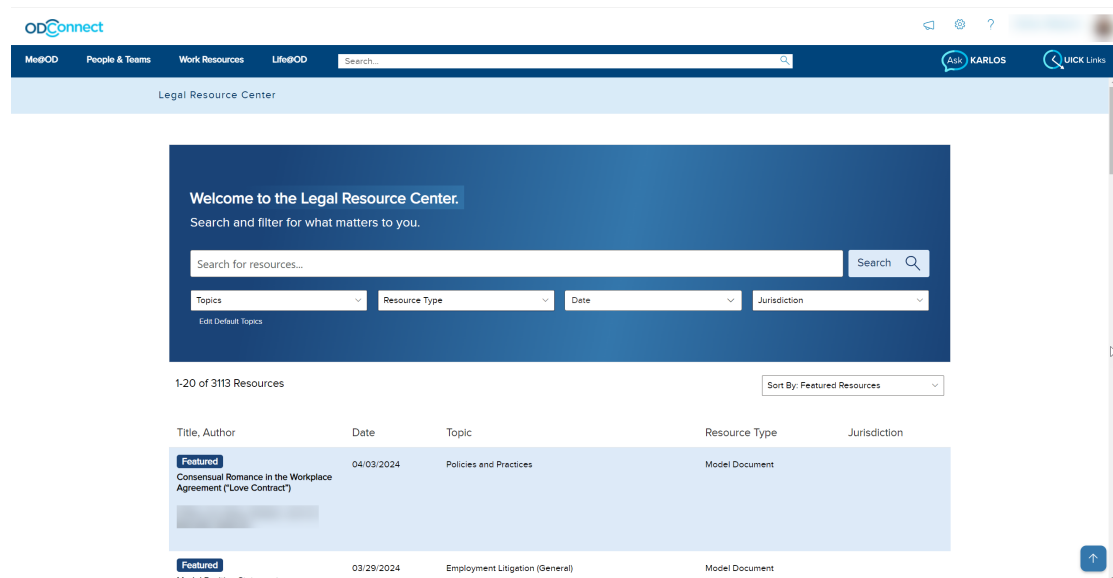 ODConnect
?
Me@OD People & Teams Work Resources Life@OD Search... Ask KARLOS QUICK Links
Legal Resource Center
Welcome to the Legal Resource Center.
Search and filter for what matters to you.
Search for resources... Search
Topics Resource Type Date Jurisdiction
Edit Default Topics
1-20 of 3113 Resources Sort By: Featured Resources
Title, Author Date Topic Resource Type Jurisdiction
Featured 04/03/2024 Policies and Practices Model Document
Consensual Romance in the Workplace
Agreement ("Love Contract")
Featured 03/29/2024 Employment Litigation (General) Model Document